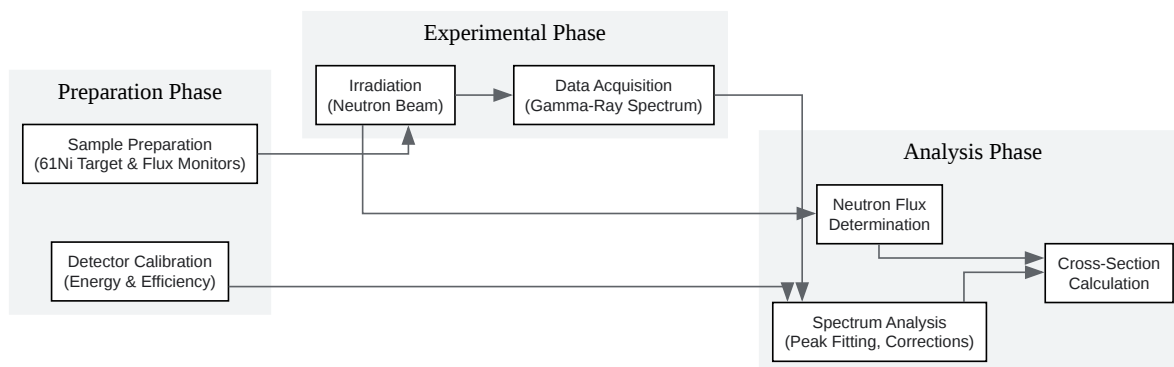 Experimental Phase
Irradiation
(Neutron Beam)
Data Acquisition
(Gamma-Ray Spectrum)
Preparation Phase
Sample Preparation
(61Ni Target & Flux Monitors)
Detector Calibration
(Energy & Efficiency)
Analysis Phase
Neutron Flux
Determination
Cross-Section
Calculation
Spectrum Analysis
(Peak Fitting, Corrections)